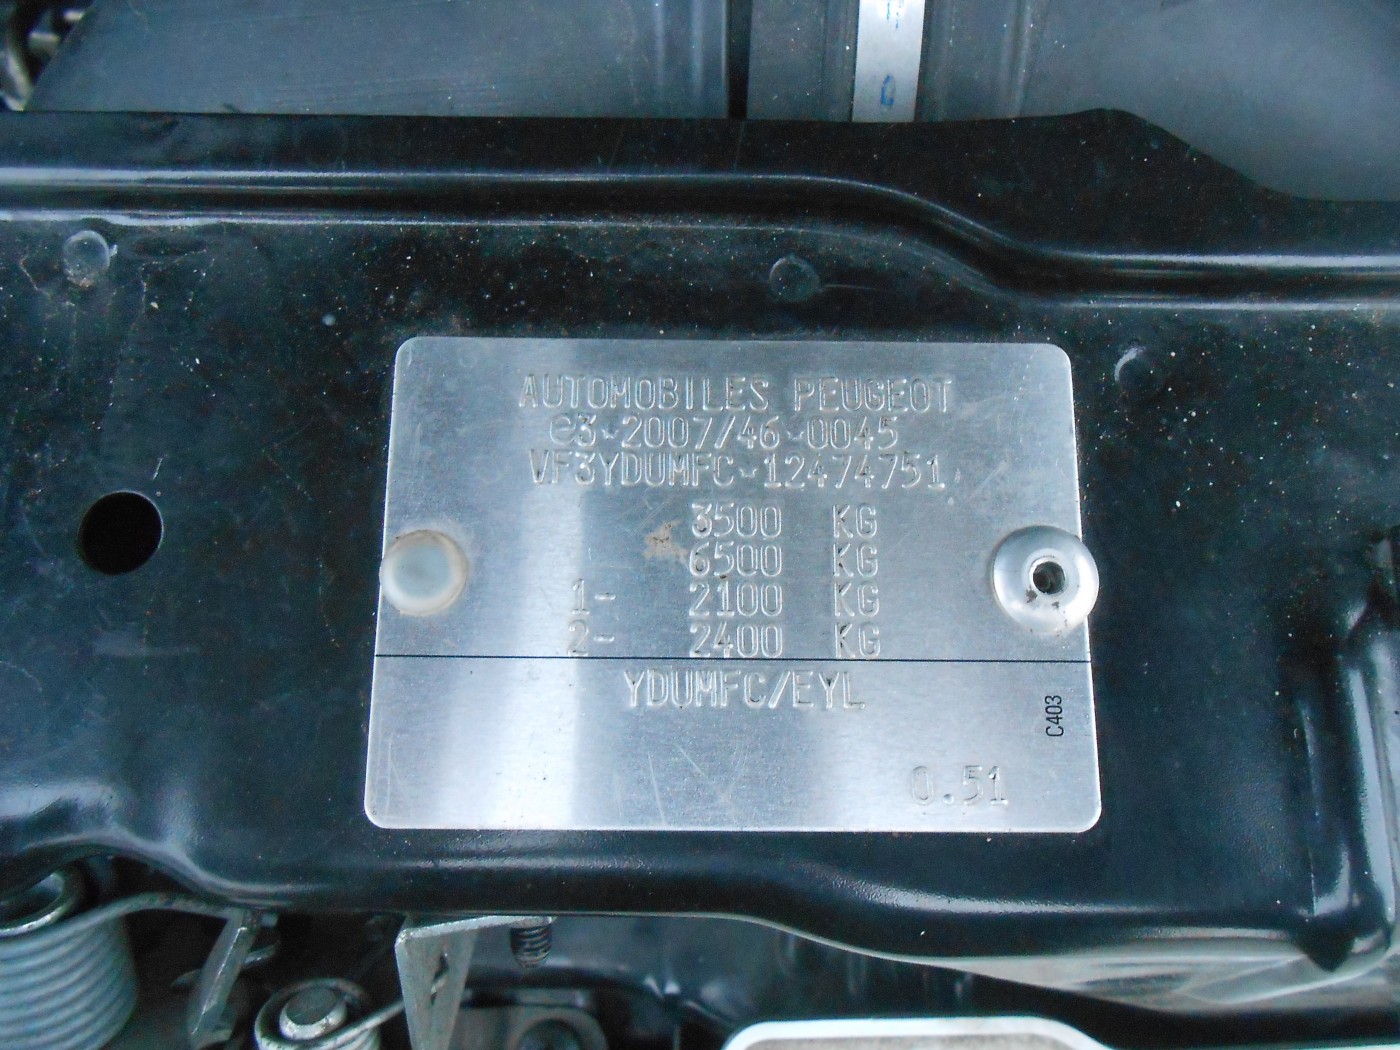 AUTOMOBILES PEUGEOT
e3-2007/46-0045
VF3YDUMFC-12474751
3500 KG
6500 KG
1- 2100 KG
2- 2400 KG
YDUMFC/EYL
C403
0.51